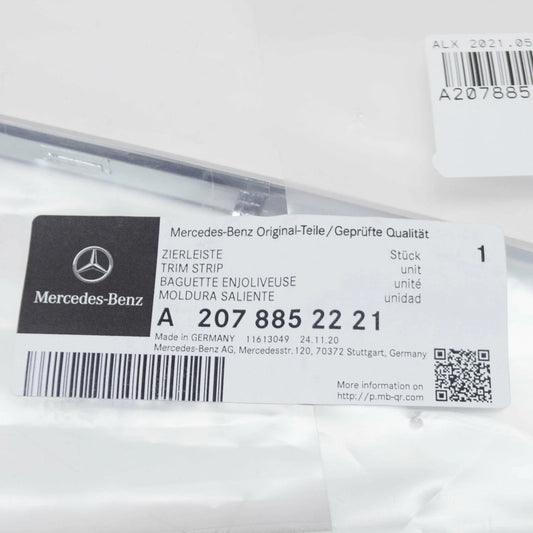 ALX 2021.05
A207885
Mercedes-Benz Original-Teile/Geprüfte Qualität
ZIERLEISTE Stück 1
TRIM STRIP unit
BAGUETTE ENJOLIVEUSE unité
MOLDURA SALIENTE unidad
Mercedes-Benz
A 207 885 22 21
Made in GERMANY 11613049 24.11.20
Mercedes-Benz AG, Mercedesstr.120, 70372 Stuttgart, Germany
More information on
http://p.mb-qr.com